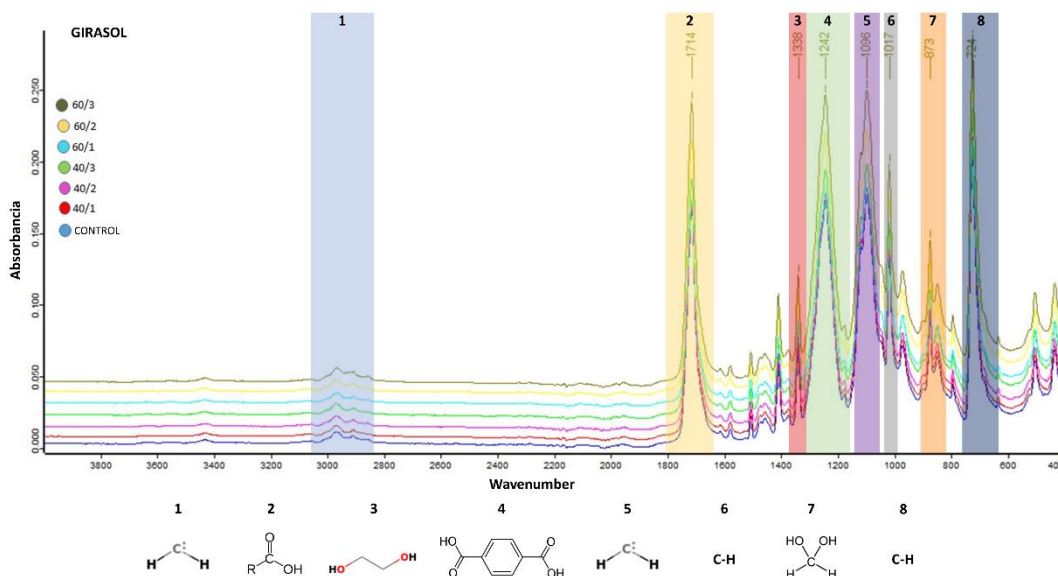 GIRASOL
1 2 3 4 5 6 7 8
1714 1338 1242 1096 1017 873 724
60/3
60/2
60/1
40/3
40/2
40/1
CONTROL
Absorbancia
0.250
0.200
0.150
0.100
0.050
0.000
3800 3600 3400 3200 3000 2800 2600 2400 2200 2000 1800 1600 1400 1200 1000 800 600 40
Wavenumber
1 2 3 4 5 6 7 8
H C: H
O R OH
HO OH
HO O O OH
H C: H
C-H
HO OH H H
C-H